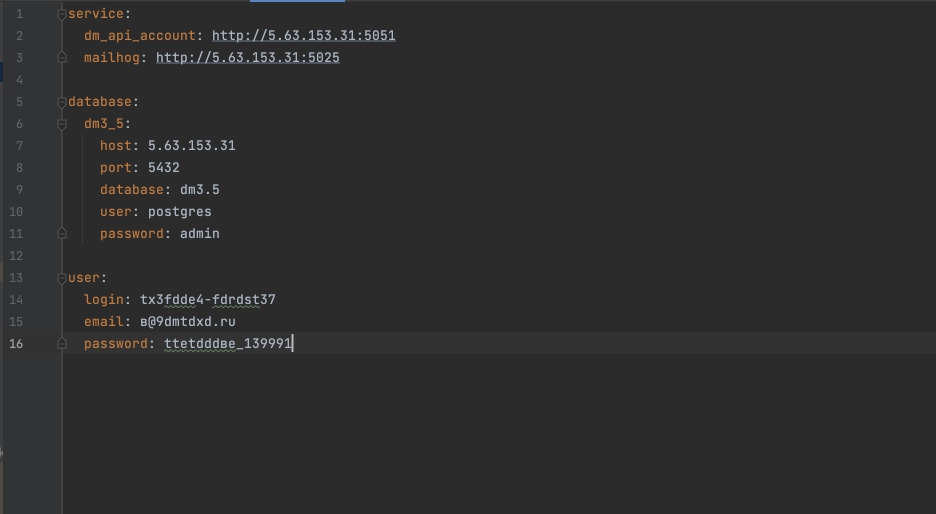 1 service:
2 dm_api_account: http://5.63.153.31:5051
3 mailhog: http://5.63.153.31:5025
4
5 database:
6 dm3_5:
7 host: 5.63.153.31
8 port: 5432
9 database: dm3.5
10 user: postgres
11 password: admin
12
13 user:
14 login: tx3fdde4-fdrdst37
15 email: в@9dmtdxd.ru
16 password: ttetdddве_139991